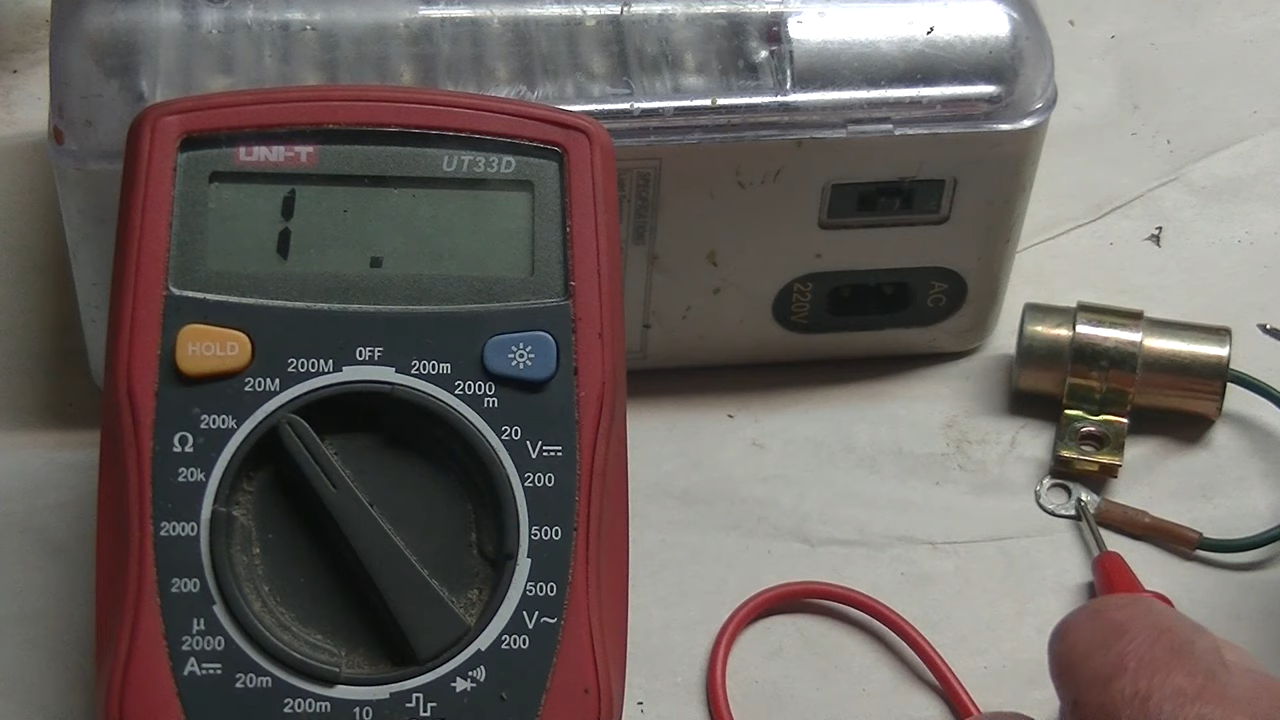 UNI-T
UT33D
1 .
HOLD
OFF
200m
2000
m
20
V⎓
200
500
500
V~
200
10
200m
20m
A⎓
2000
µ
200
2000
20k
Ω
200k
20M
200M
SPECIFICATIONS
AC
220V